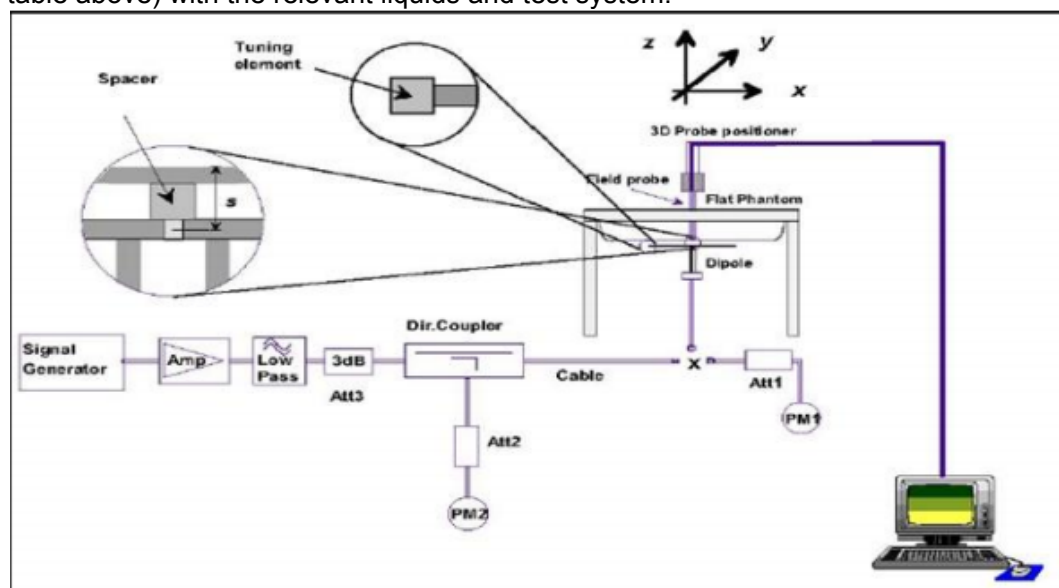 table above) with the relevant liquids and test system.
Tuning
element
Spacer
s
z
y
x
3D Probe positioner
Field probe
Flat Phantom
Dipole
Dir.Coupler
Signal
Generator
Amp
Low
Pass
3dB
Att3
Cable
x
Att1
PM1
Att2
PM2